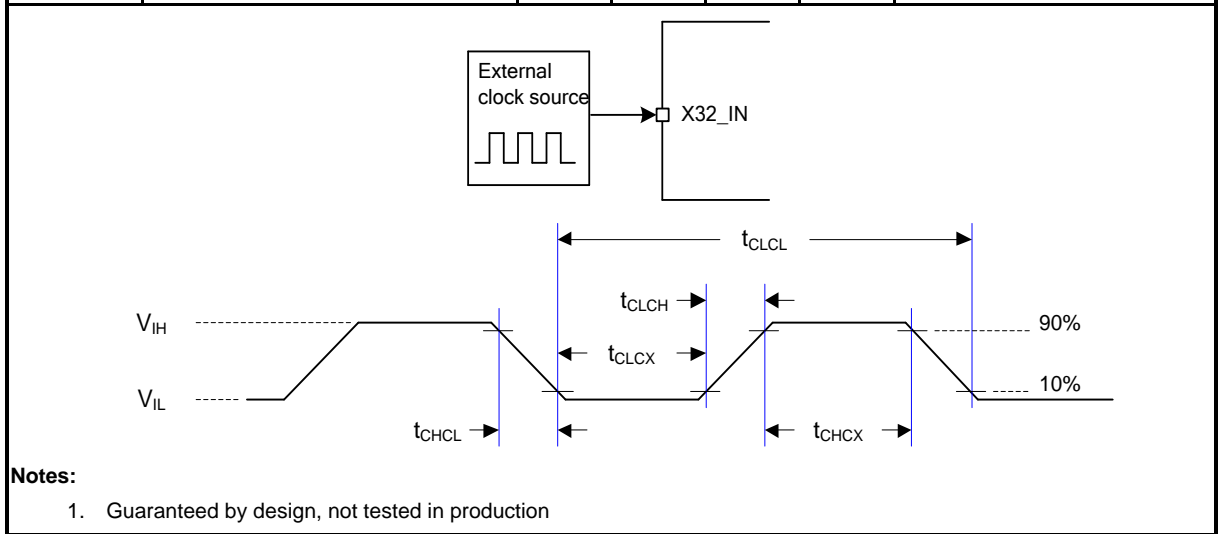 External
clock source
X32_IN
tCLCL
tCLCH
VIH
90%
tCLCX
VIL
10%
tCHCL
tCHCX
Notes:
1. Guaranteed by design, not tested in production